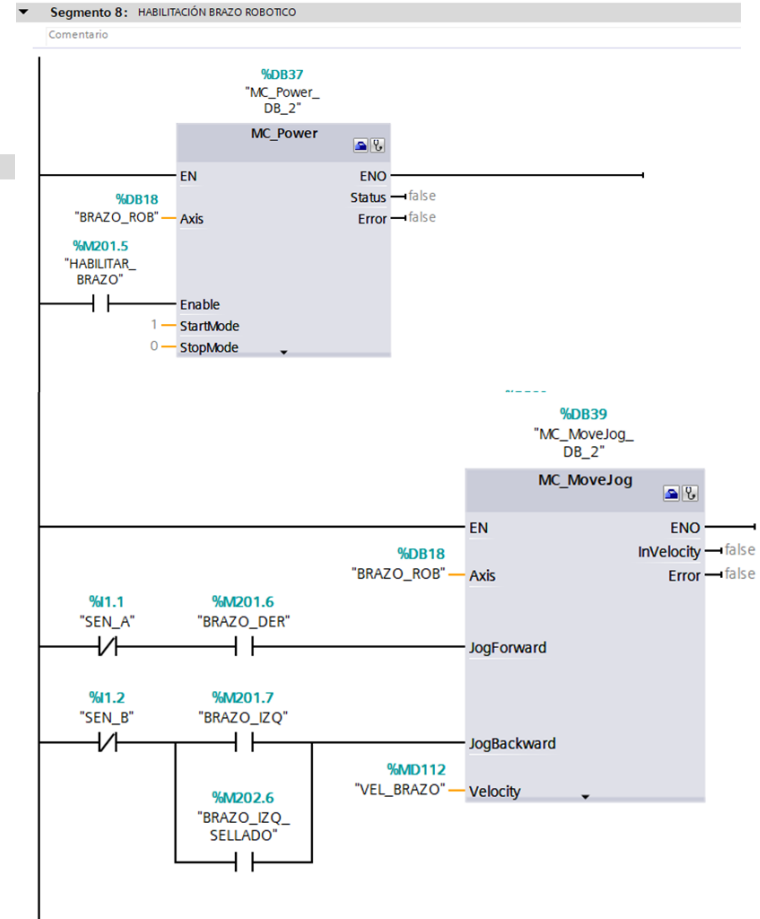 Segmento 8: HABILITACIÓN BRAZO ROBOTICO
Comentario
%DB37
"MC_Power_
DB_2"
MC_Power
EN ENO
Status false
%DB18
"BRAZO_ROB" Axis Error false
%M201.5
"HABILITAR_
BRAZO"
Enable
1 StartMode
0 StopMode
%DB39
"MC_MoveJog_
DB_2"
MC_MoveJog
EN ENO
InVelocity false
%DB18
"BRAZO_ROB" Axis Error false
%I1.1 %M201.6
"SEN_A" "BRAZO_DER"
JogForward
%I1.2 %M201.7
"SEN_B" "BRAZO_IZQ"
JogBackward
%MD112
"VEL_BRAZO" Velocity
%M202.6
"BRAZO_IZQ_
SELLADO"